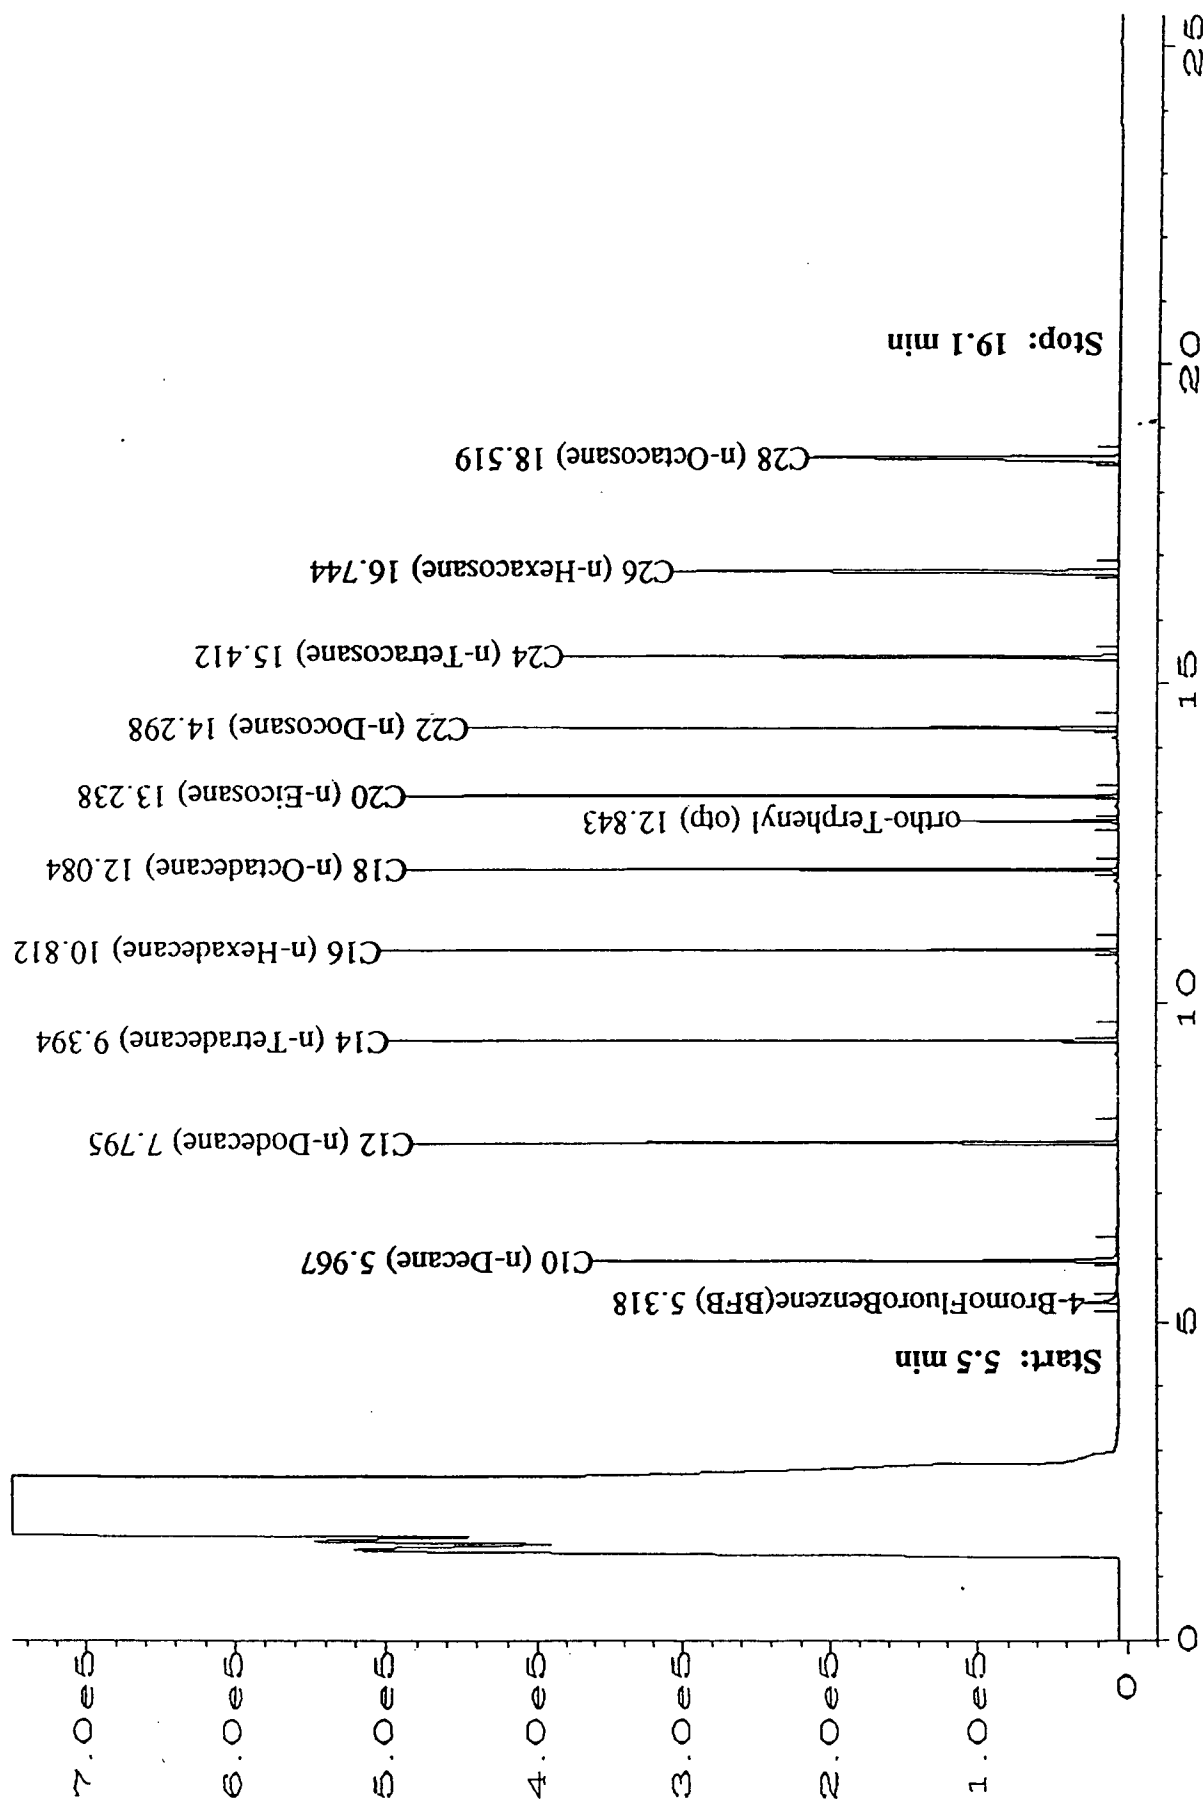 7.0e5
6.0e5
5.0e5
4.0e5
3.0e5
2.0e5
1.0e5
0
Start: 5.5 min
4-BromoFluoroBenzene(BFB) 5.318
C10 (n-Decane) 5.967
C12 (n-Dodecane) 7.795
C14 (n-Tetradecane) 9.394
C16 (n-Hexadecane) 10.812
C18 (n-Octadecane) 12.084
ortho-Terphenyl (otp) 12.843
C20 (n-Eicosane) 13.238
C22 (n-Docosane) 14.298
C24 (n-Tetracosane) 15.412
C26 (n-Hexacosane) 16.744
C28 (n-Octacosane) 18.519
Stop: 19.1 min
0
5
10
15
20
25